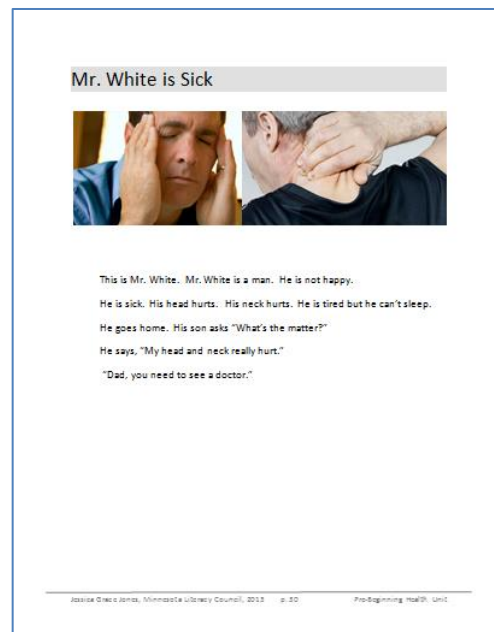 Mr. White is Sick
This is Mr. White.  Mr. White is a man.  He is not happy.
He is sick.  His head hurts.  His neck hurts.  He is tired but he can't sleep.
He goes home.  His son asks "What's the matter?"
He says, "My head and neck really hurt."
"Dad, you need to see a doctor."
Jessica Grace Jones, Minnesota Literacy Council, 2013 p.50 Pre-Beginning Health Unit